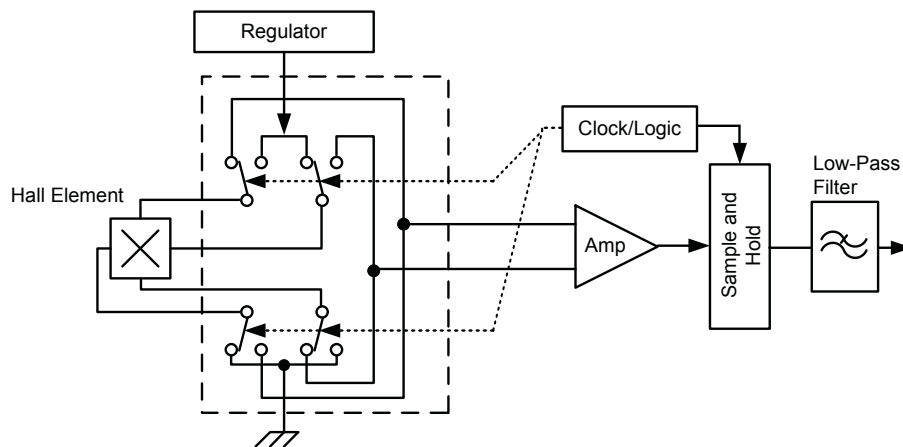 Regulator
Clock/Logic
Low-Pass
Filter
Hall Element
Amp
Sample and
Hold